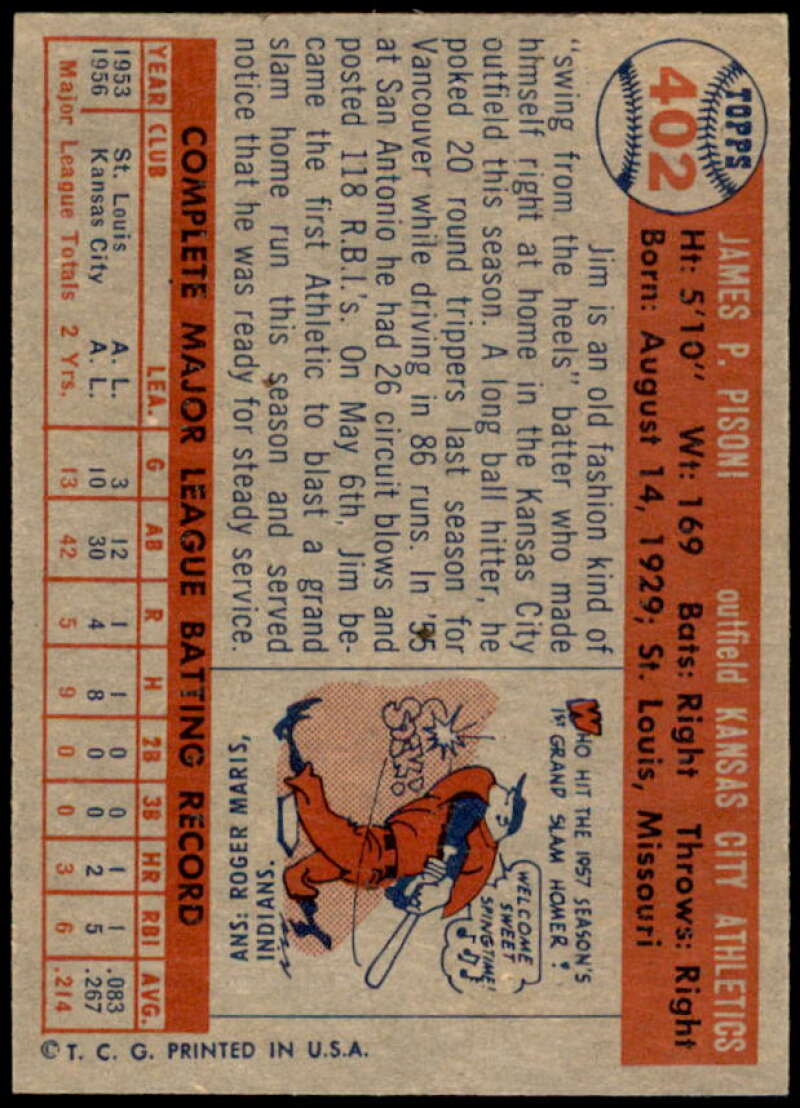 TOPPS
402
JAMES P. PISONI outfield KANSAS CITY ATHLETICS
Ht: 5'10" Wt: 169 Bats: Right Throws: Right
Born: August 14, 1929; St. Louis, Missouri
Jim is an old fashion kind of
"swing from the heels" batter who made
himself right at home in the Kansas City
outfield this season. A long ball hitter, he
poked 20 round trippers last season for
Vancouver while driving in 86 runs. In '55
at San Antonio he had 26 circuit blows and
posted 118 R.B.I.'s. On May 6th, Jim be-
came the first Athletic to blast a grand
slam home run this season and served
notice that he was ready for steady service.
WHO HIT THE 1957 SEASON'S
1ST GRAND SLAM HOMER?
WELCOME
SWEET
SPINGTIME!
ANS: ROGER MARIS,
INDIANS.
COMPLETE MAJOR LEAGUE BATTING RECORD
YEAR CLUB LEA. G AB R H 2B 3B HR RBI AVG.
1953 St. Louis A. L. 3 12 1 1 0 0 1 1 .083
1956 Kansas City A. L. 10 30 4 8 0 0 2 5 .267
Major League Totals 2 Yrs. 13 42 5 9 0 0 3 6 .214
© T. C. G. PRINTED IN U.S.A.